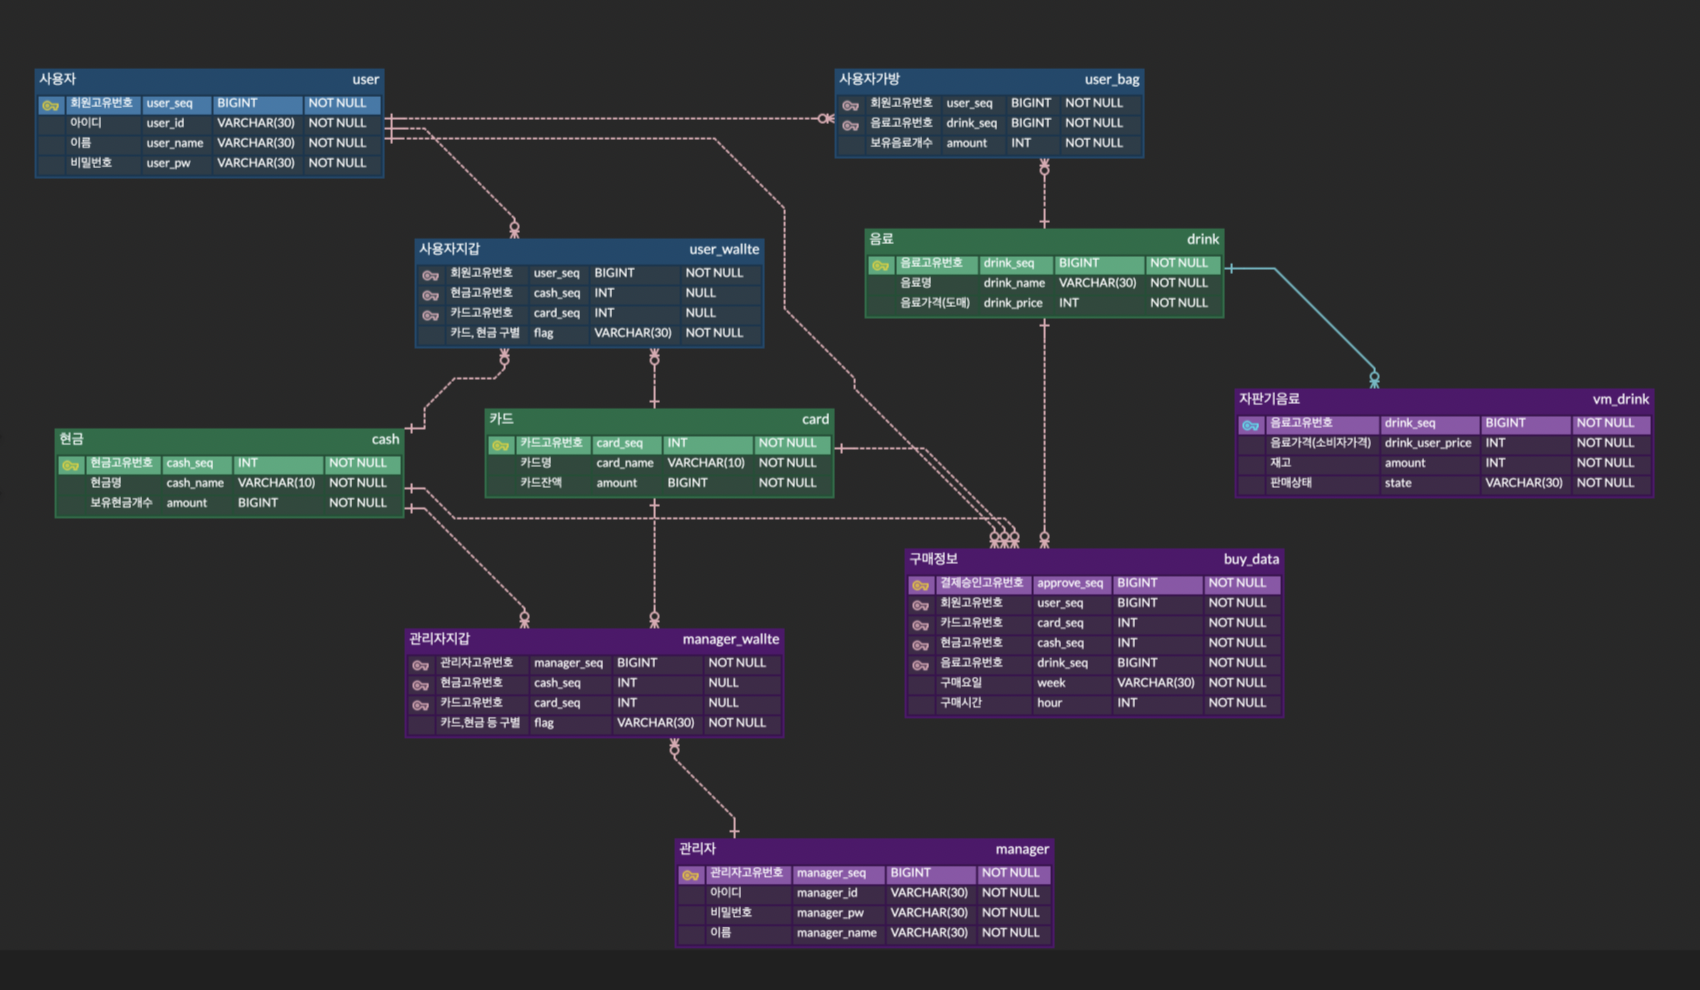 사용자 user
회원고유번호 user_seq BIGINT NOT NULL
아이디 user_id VARCHAR(30) NOT NULL
이름 user_name VARCHAR(30) NOT NULL
비밀번호 user_pw VARCHAR(30) NOT NULL
사용자가방 user_bag
회원고유번호 user_seq BIGINT NOT NULL
음료고유번호 drink_seq BIGINT NOT NULL
보유음료개수 amount INT NOT NULL
사용자지갑 user_wallte
회원고유번호 user_seq BIGINT NOT NULL
현금고유번호 cash_seq INT NULL
카드고유번호 card_seq INT NULL
카드, 현금 구별 flag VARCHAR(30) NOT NULL
음료 drink
음료고유번호 drink_seq BIGINT NOT NULL
음료명 drink_name VARCHAR(30) NOT NULL
음료가격(도매) drink_price INT NOT NULL
자판기음료 vm_drink
음료고유번호 drink_seq BIGINT NOT NULL
음료가격(소비자가격) drink_user_price INT NOT NULL
재고 amount INT NOT NULL
판매상태 state VARCHAR(30) NOT NULL
현금 cash
현금고유번호 cash_seq INT NOT NULL
현금명 cash_name VARCHAR(10) NOT NULL
보유현금개수 amount BIGINT NOT NULL
카드 card
카드고유번호 card_seq INT NOT NULL
카드명 card_name VARCHAR(10) NOT NULL
카드잔액 amount BIGINT NOT NULL
구매정보 buy_data
결제승인고유번호 approve_seq BIGINT NOT NULL
회원고유번호 user_seq BIGINT NOT NULL
카드고유번호 card_seq INT NOT NULL
현금고유번호 cash_seq INT NOT NULL
음료고유번호 drink_seq BIGINT NOT NULL
구매요일 week VARCHAR(30) NOT NULL
구매시간 hour INT NOT NULL
관리자지갑 manager_wallte
관리자고유번호 manager_seq BIGINT NOT NULL
현금고유번호 cash_seq INT NULL
카드고유번호 card_seq INT NULL
카드,현금 등 구별 flag VARCHAR(30) NOT NULL
관리자 manager
관리자고유번호 manager_seq BIGINT NOT NULL
아이디 manager_id VARCHAR(30) NOT NULL
비밀번호 manager_pw VARCHAR(30) NOT NULL
이름 manager_name VARCHAR(30) NOT NULL